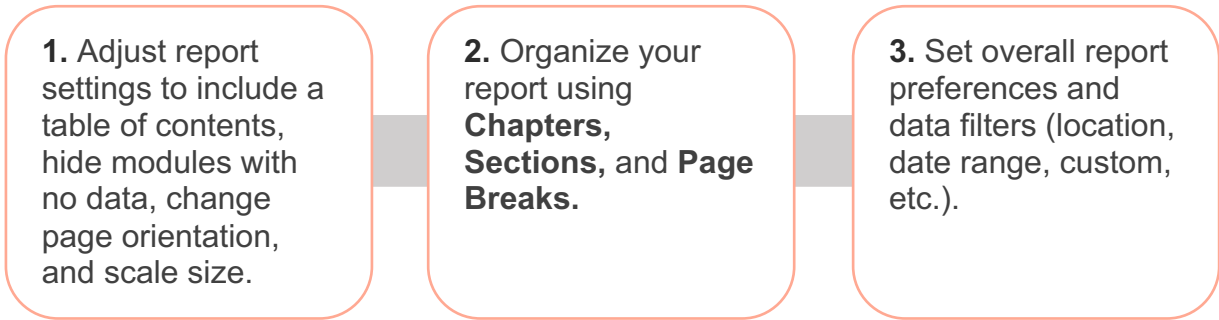 1. Adjust report
settings to include a
table of contents,
hide modules with
no data, change
page orientation,
and scale size.
2. Organize your
report using
Chapters,
Sections, and Page
Breaks.
3. Set overall report
preferences and
data filters (location,
date range, custom,
etc.).